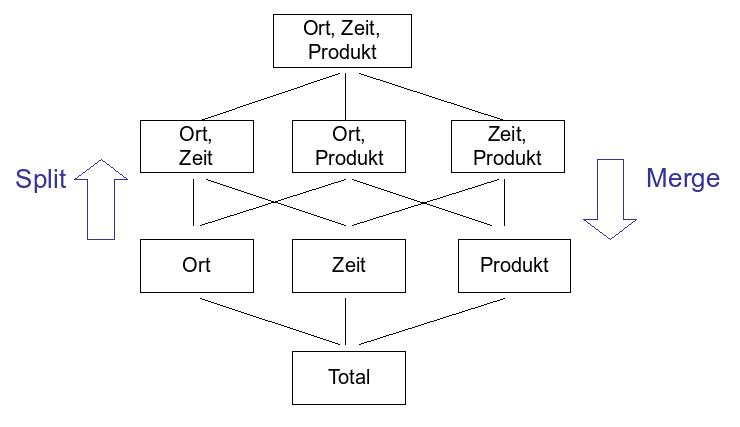 Ort, Zeit,
Produkt
Ort,
Zeit
Ort,
Produkt
Zeit,
Produkt
Split
Merge
Ort
Zeit
Produkt
Total